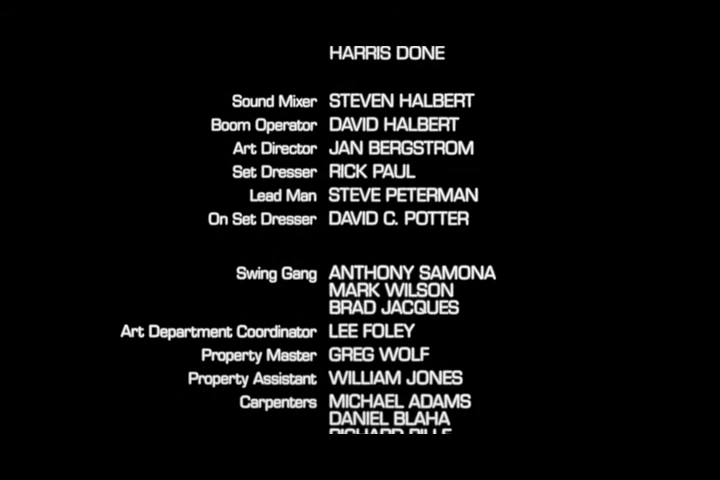 HARRIS DONE
Sound Mixer STEVEN HALBERT
Boom Operator DAVID HALBERT
Art Director JAN BERGSTROM
Set Dresser RICK PAUL
Lead Man STEVE PETERMAN
On Set Dresser DAVID C. POTTER
Swing Gang ANTHONY SAMONA
MARK WILSON
BRAD JACQUES
Art Department Coordinator LEE FOLEY
Property Master GREG WOLF
Property Assistant WILLIAM JONES
Carpenters MICHAEL ADAMS
DANIEL BLAHA
RICHARD